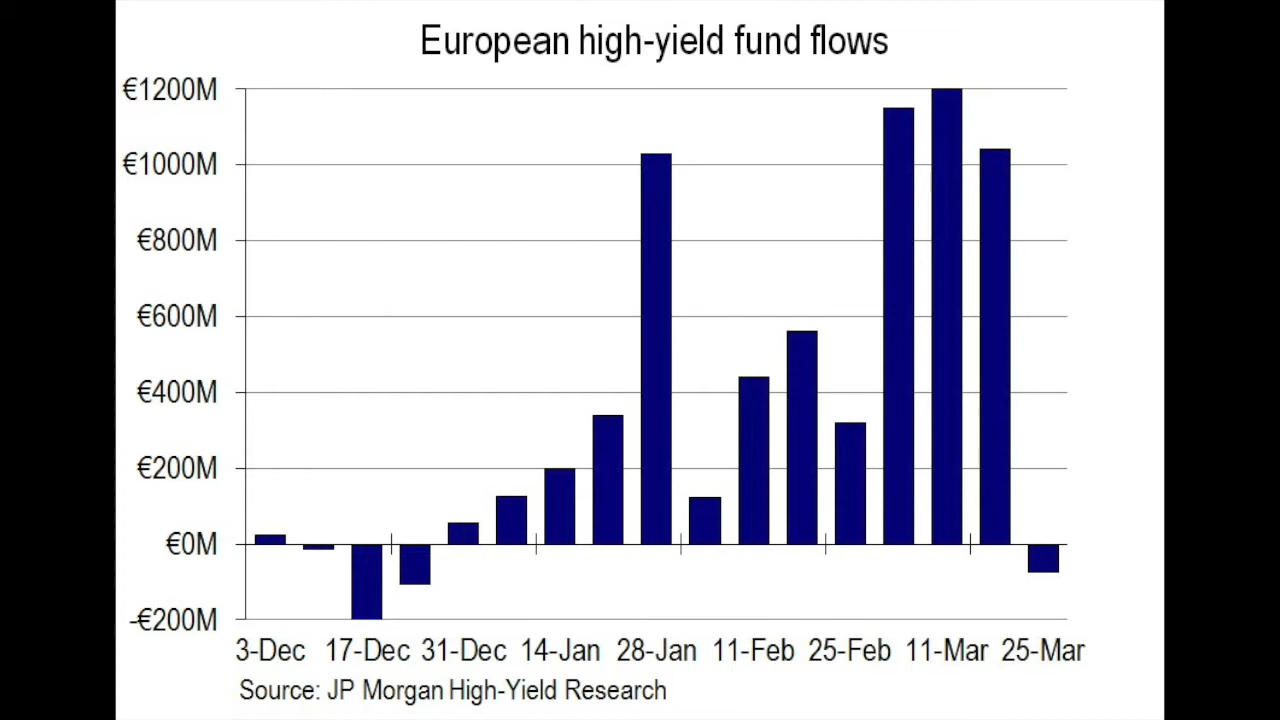 European high-yield fund flows
€1200M
€1000M
€800M
€600M
€400M
€200M
€0M
-€200M
3-Dec 17-Dec 31-Dec 14-Jan 28-Jan 11-Feb 25-Feb 11-Mar 25-Mar
Source: JP Morgan High-Yield Research